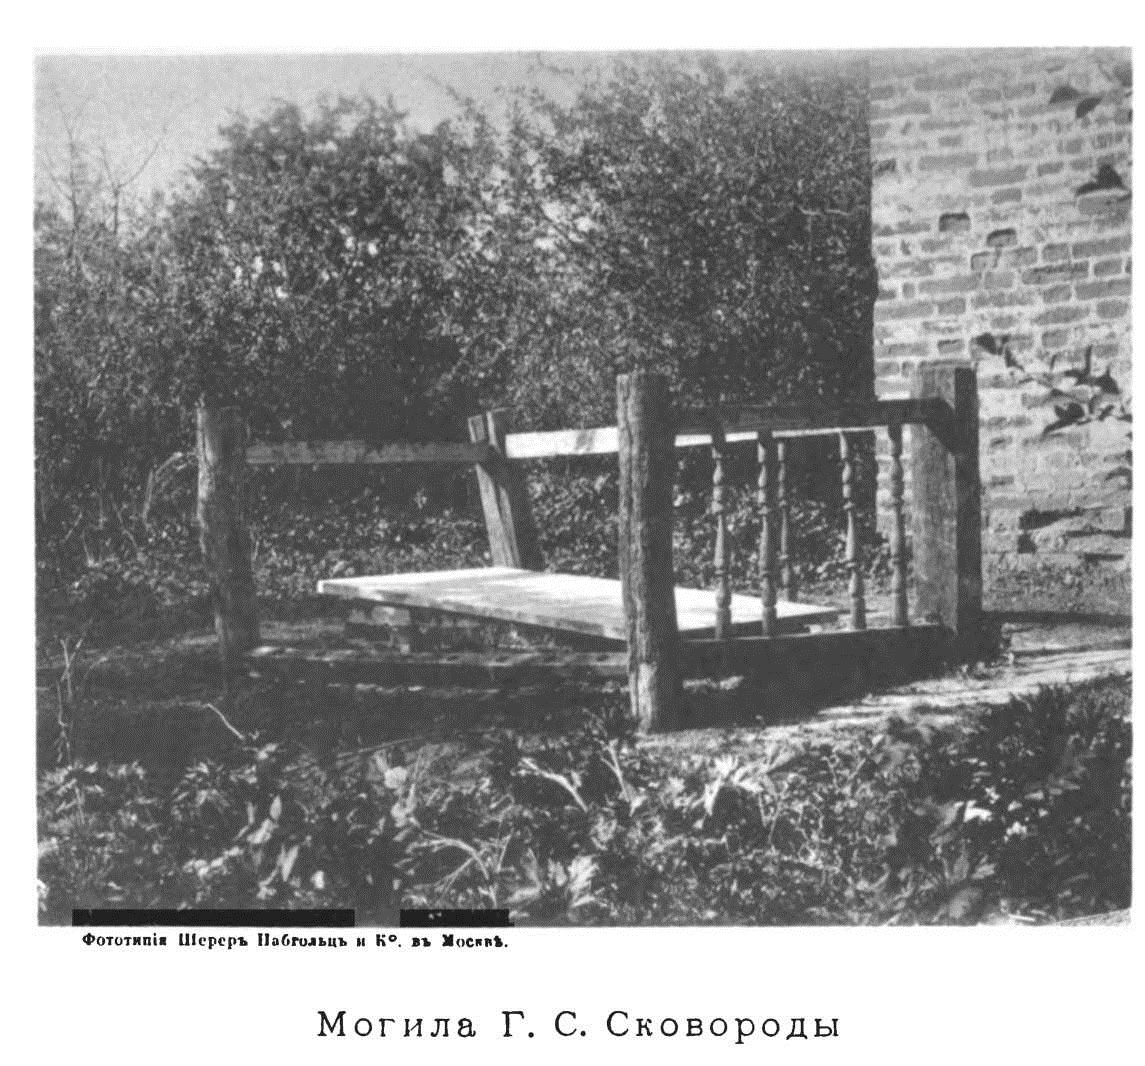 Фототипія Шереръ Набгольцъ и Ко. въ Москвѣ.
Могила Г. С. Сковороды